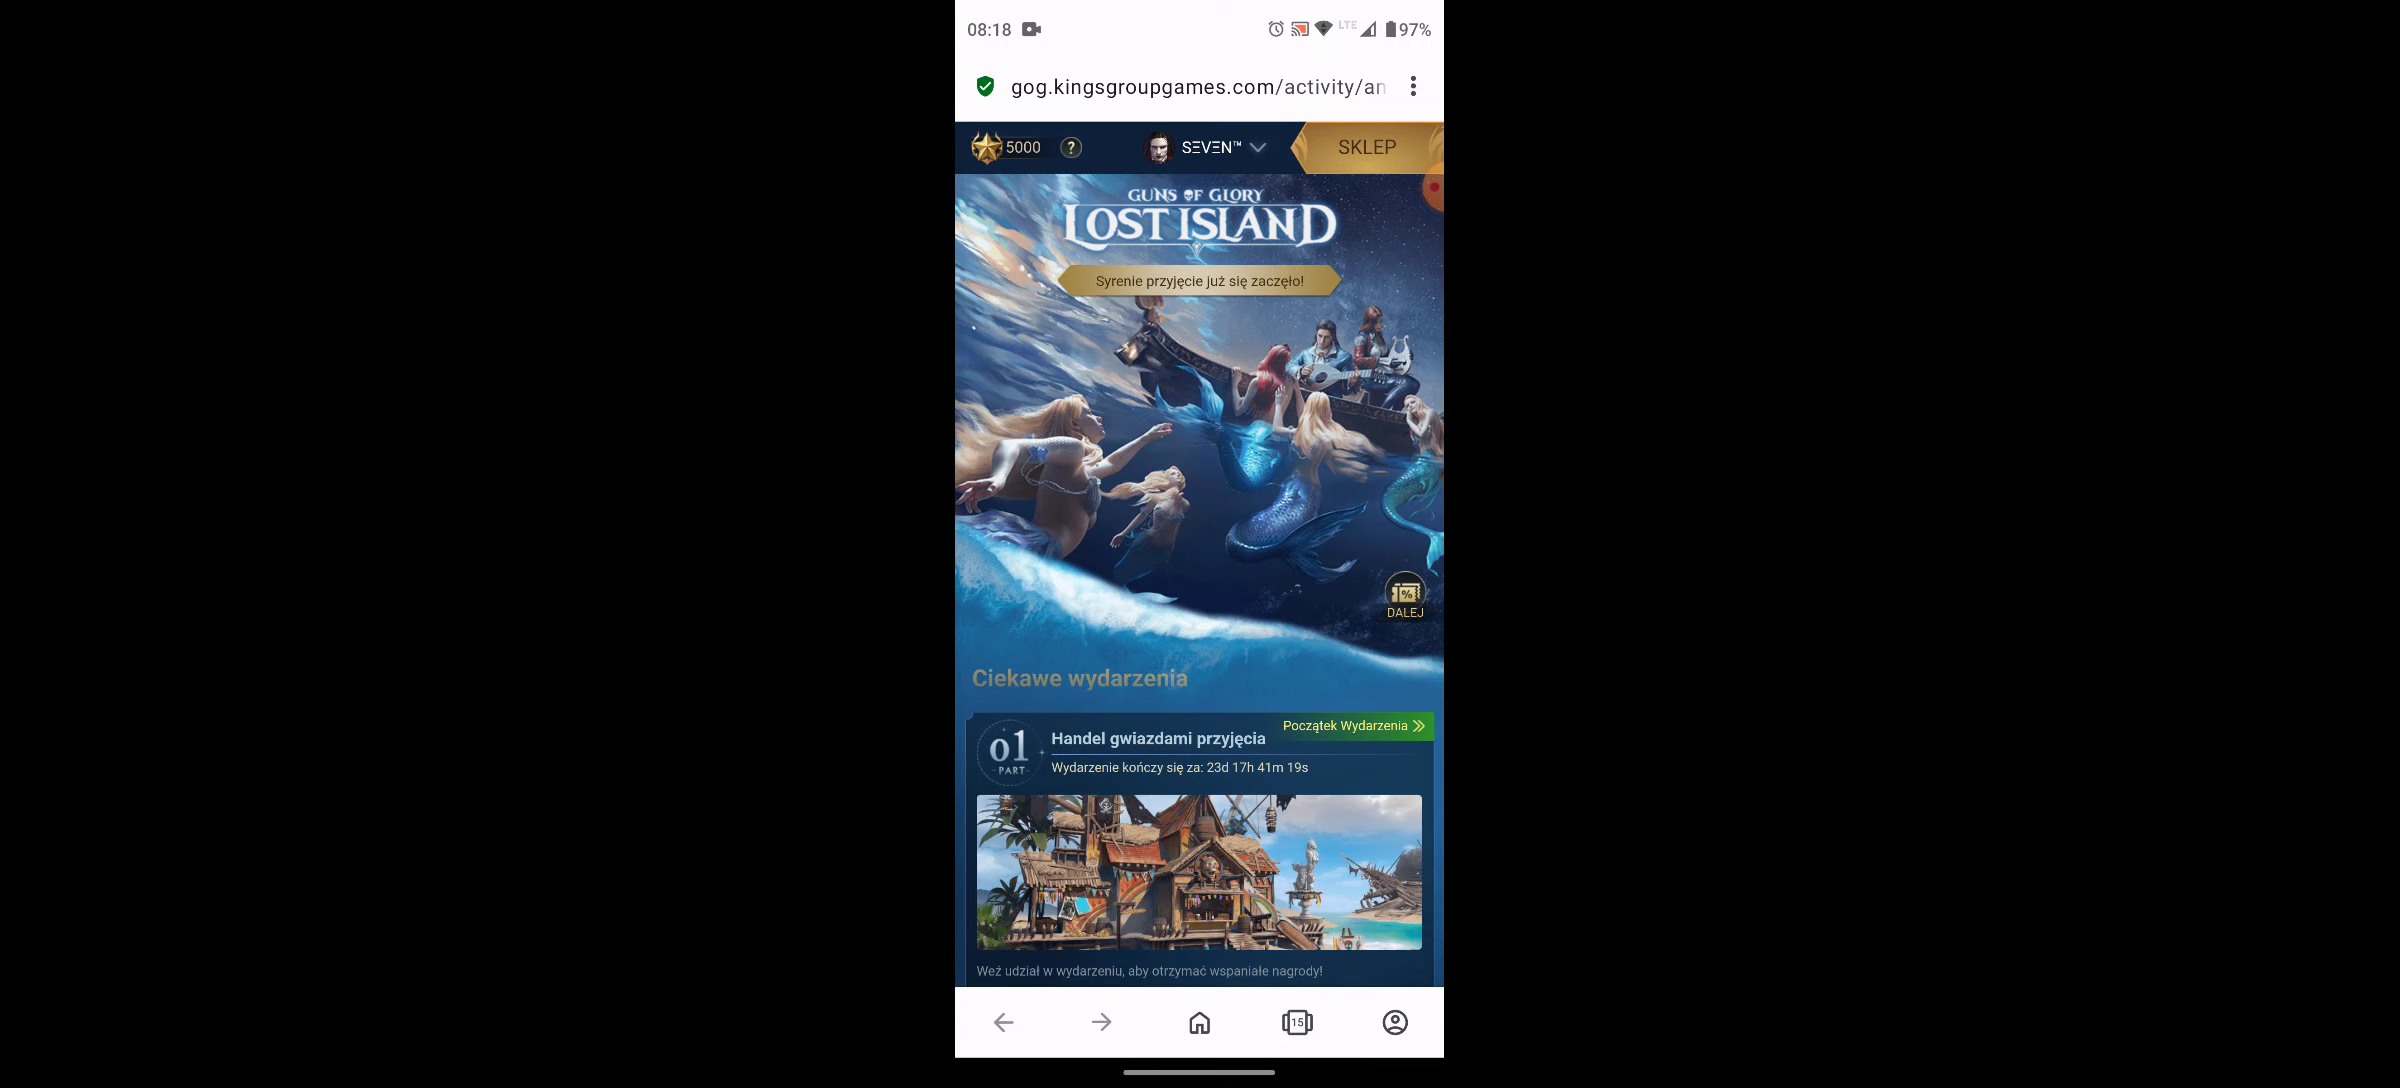 08:18
LTE
97%
gog.kingsgroupgames.com/activity/an
5000
?
SΞVΞN™
SKLEP
GUNS OF GLORY
LOST ISLAND
Syrenie przyjęcie już się zaczęło!
%
DALEJ
Ciekawe wydarzenia
Początek Wydarzenia
01
PART
Handel gwiazdami przyjęcia
Wydarzenie kończy się za: 23d 17h 41m 19s
Weź udział w wydarzeniu, aby otrzymać wspaniałe nagrody!
15